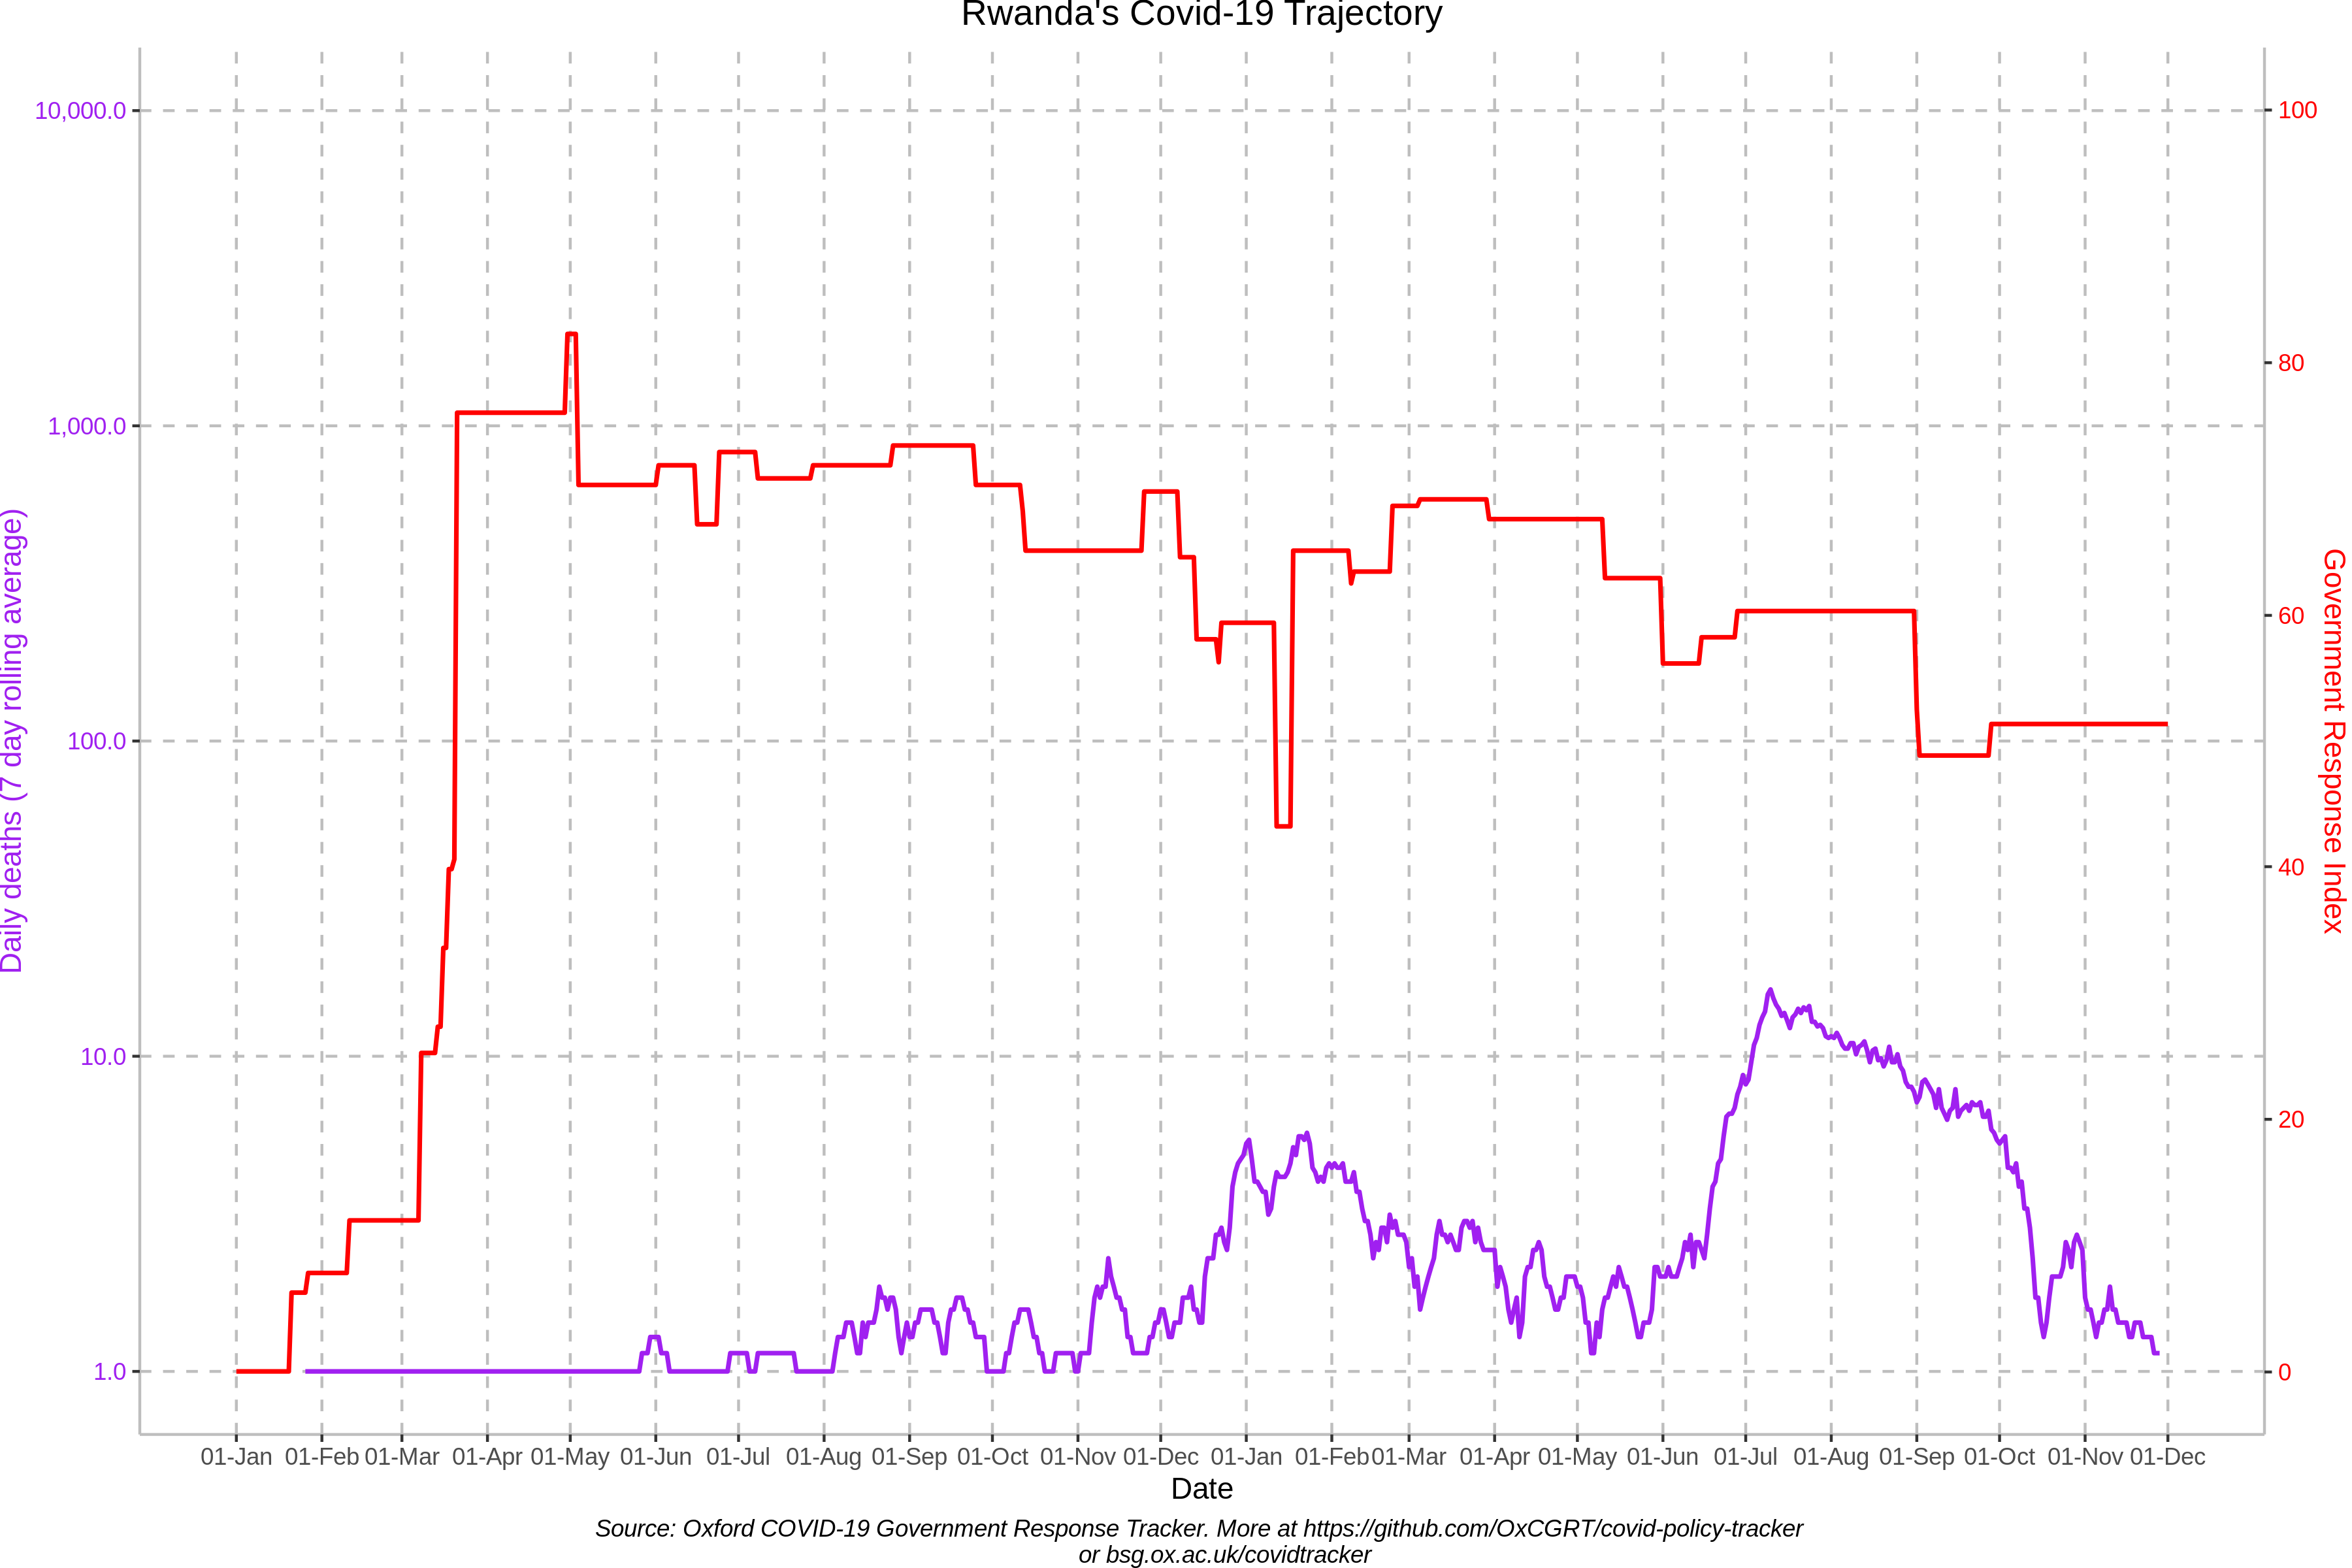 Rwanda's Covid-19 Trajectory
10,000.0
1,000.0
100.0
10.0
1.0
Daily deaths (7 day rolling average)
100
80
60
40
20
0
Government Response Index
01-Jan 01-Feb 01-Mar 01-Apr 01-May 01-Jun 01-Jul 01-Aug 01-Sep 01-Oct 01-Nov 01-Dec 01-Jan 01-Feb 01-Mar 01-Apr 01-May 01-Jun 01-Jul 01-Aug 01-Sep 01-Oct 01-Nov 01-Dec
Date
Source: Oxford COVID-19 Government Response Tracker. More at https://github.com/OxCGRT/covid-policy-tracker
or bsg.ox.ac.uk/covidtracker